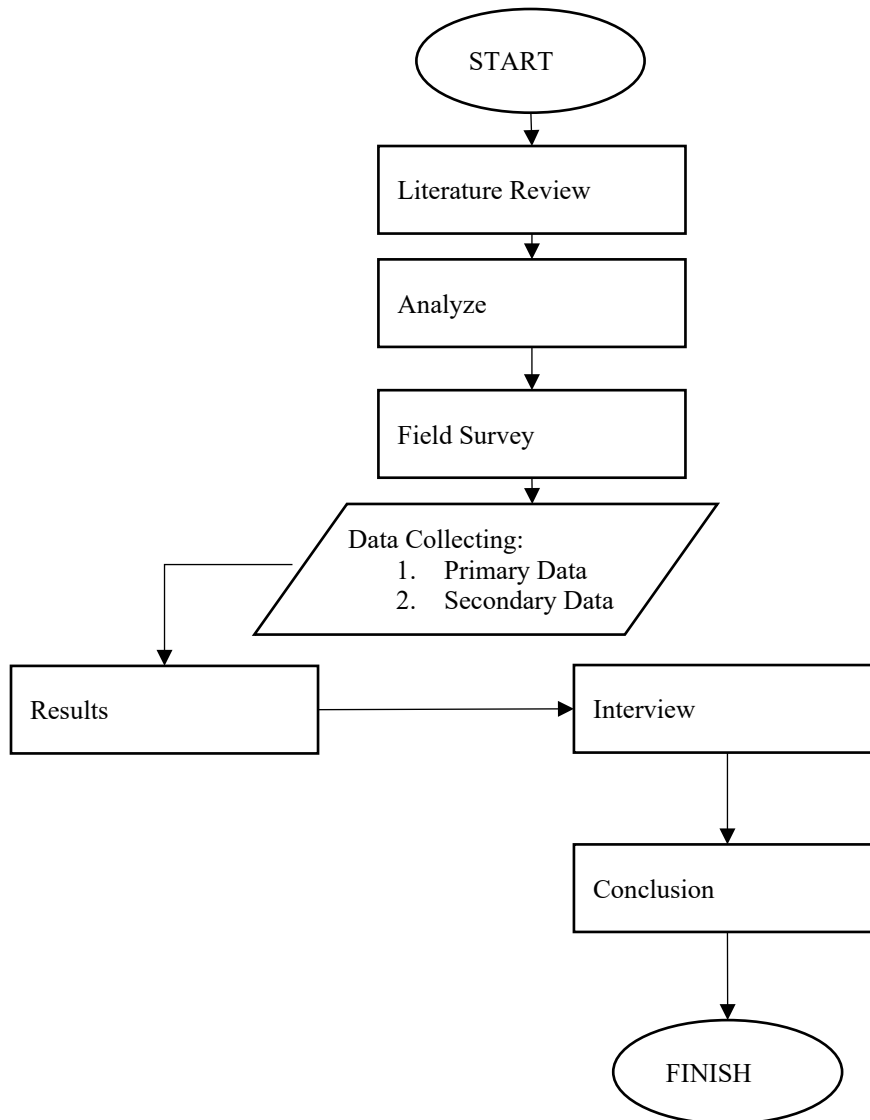 START
Literature Review
Analyze
Field Survey
Data Collecting:
1. Primary Data
2. Secondary Data
Results
Interview
Conclusion
FINISH